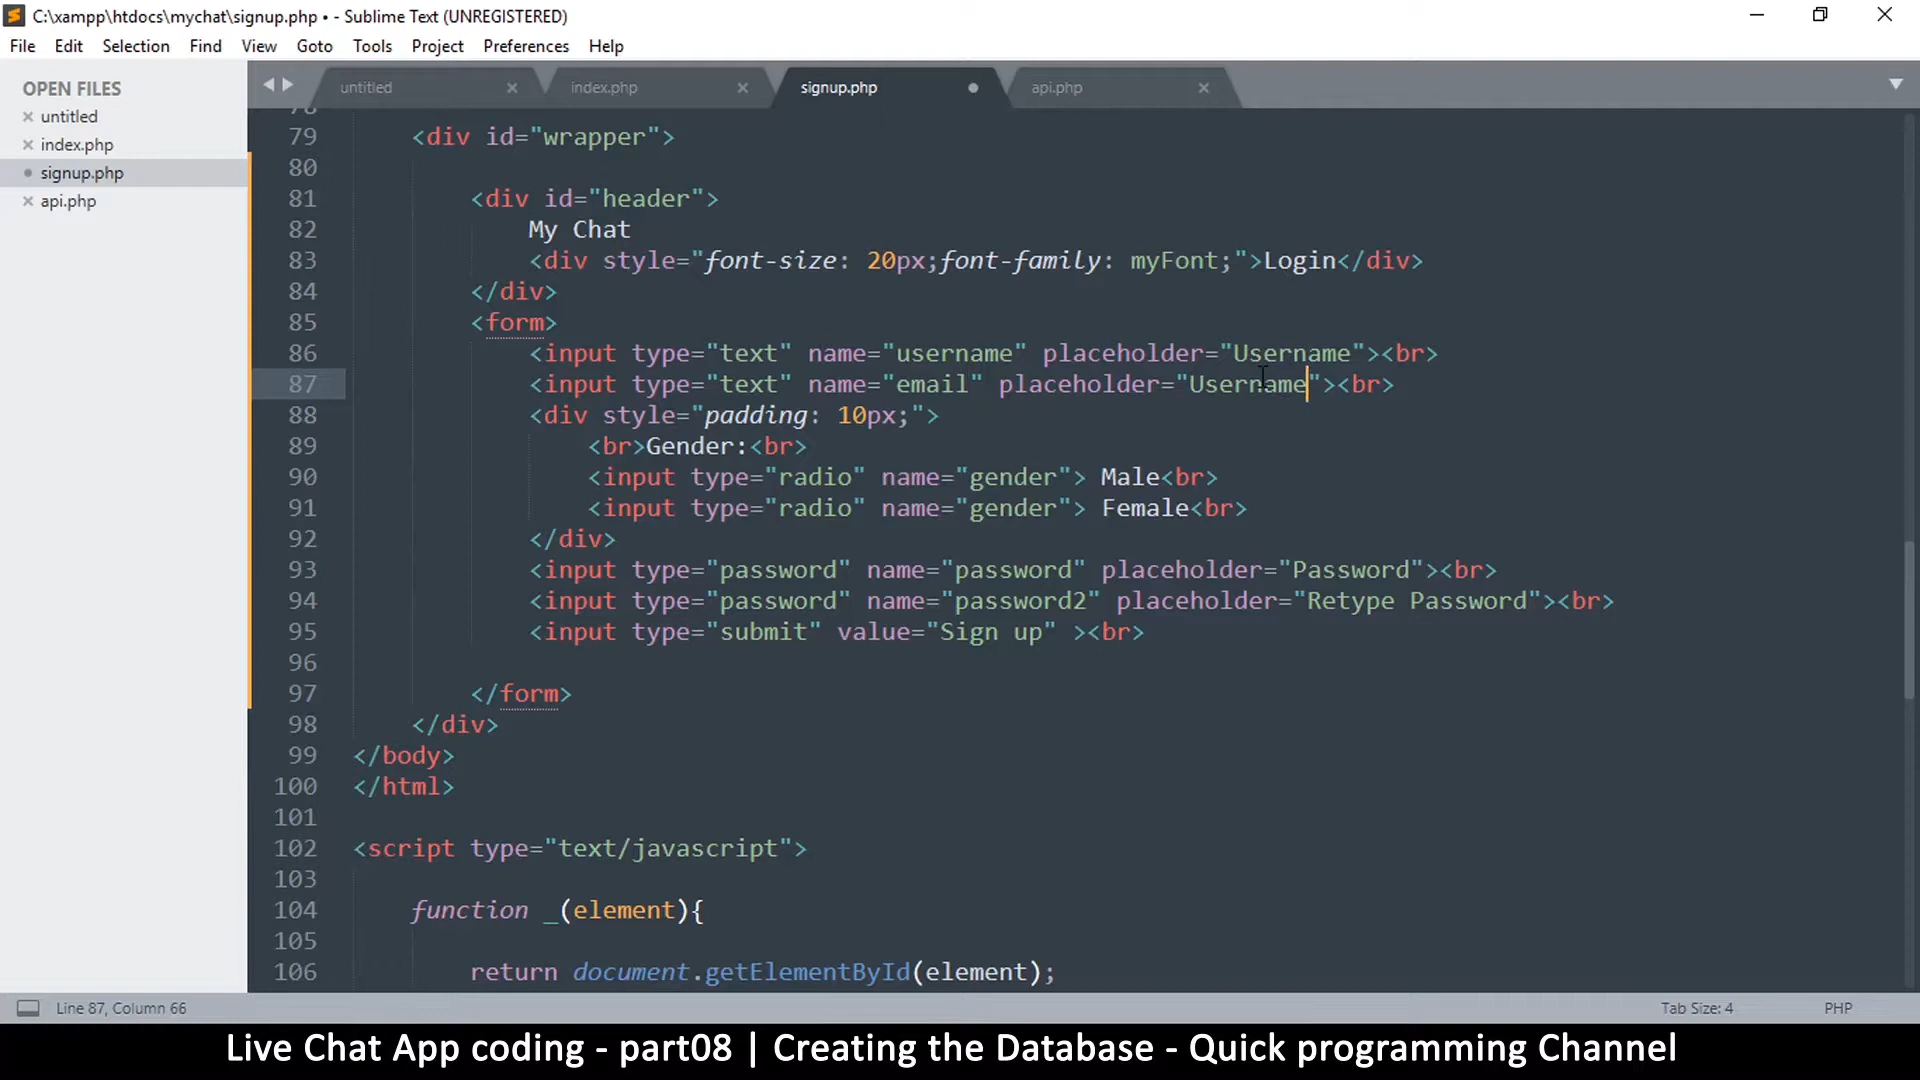 C:\xampp\htdocs\mychat\signup.php • - Sublime Text (UNREGISTERED)
File Edit Selection Find View Goto Tools Project Preferences Help
OPEN FILES
untitled
index.php
signup.php
api.php
untitled index.php signup.php api.php
78
79 <div id="wrapper">
80
81 <div id="header">
82 My Chat
83 <div style="font-size: 20px;font-family: myFont;">Login</div>
84 </div>
85 <form>
86 <input type="text" name="username" placeholder="Username"><br>
87 <input type="text" name="email" placeholder="Username"><br>
88 <div style="padding: 10px;">
89 <br>Gender:<br>
90 <input type="radio" name="gender"> Male<br>
91 <input type="radio" name="gender"> Female<br>
92 </div>
93 <input type="password" name="password" placeholder="Password"><br>
94 <input type="password" name="password2" placeholder="Retype Password"><br>
95 <input type="submit" value="Sign up" ><br>
96
97 </form>
98 </div>
99 </body>
100 </html>
101
102 <script type="text/javascript">
103
104 function _(element){
105
106 return document.getElementById(element);
Line 87, Column 66 Tab Size: 4 PHP
Live Chat App coding - part08 | Creating the Database - Quick programming Channel